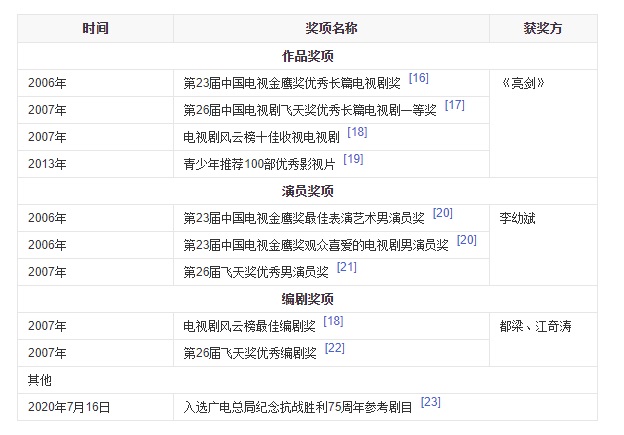 时间 奖项名称 获奖方
作品奖项
2006年 第23届中国电视金鹰奖优秀长篇电视剧奖 [16] 《亮剑》
2007年 第26届中国电视剧飞天奖优秀长篇电视剧一等奖 [17]
2007年 电视剧风云榜十佳收视电视剧 [18]
2013年 青少年推荐100部优秀影视片 [19]
演员奖项
2006年 第23届中国电视金鹰奖最佳表演艺术男演员奖 [20] 李幼斌
2006年 第23届中国电视金鹰奖观众喜爱的电视剧男演员奖 [20]
2007年 第26届飞天奖优秀男演员奖 [21]
编剧奖项
2007年 电视剧风云榜最佳编剧奖 [18] 都梁、江奇涛
2007年 第26届飞天奖优秀编剧奖 [22]
其他
2020年7月16日 入选广电总局纪念抗战胜利75周年参考剧目 [23]